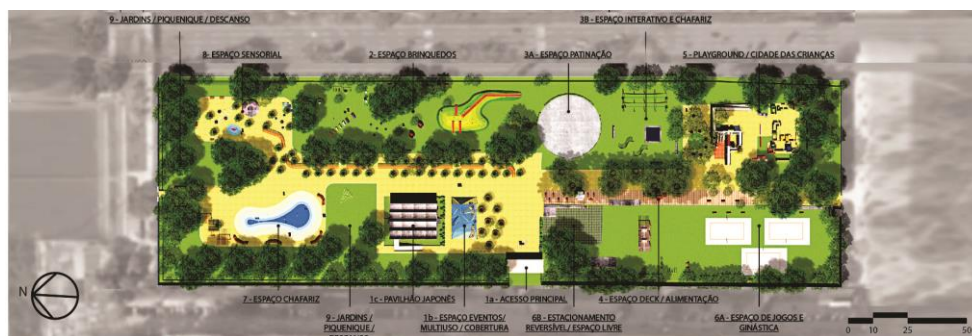 9 - JARDINS / PIQUENIQUE / DESCANSO
3B - ESPAÇO INTERATIVO E CHAFARIZ
8- ESPAÇO SENSORIAL
2- ESPAÇO BRINQUEDOS
3A - ESPAÇO PATINAÇÃO
5 - PLAYGROUND / CIDADE DAS CRIANÇAS
N
7 - ESPAÇO CHAFARIZ
1c - PAVILHÃO JAPONÊS
1a - ACESSO PRINCIPAL
4 - ESPAÇO DECK / ALIMENTAÇÃO
9 - JARDINS /
PIQUENIQUE /
1b - ESPAÇO EVENTOS/
MULTIUSO / COBERTURA
6B - ESTACIONAMENTO
REVERSÍVEL/ ESPAÇO LIVRE
6A - ESPAÇO DE JOGOS E
GINÁSTICA
0 10 25 50